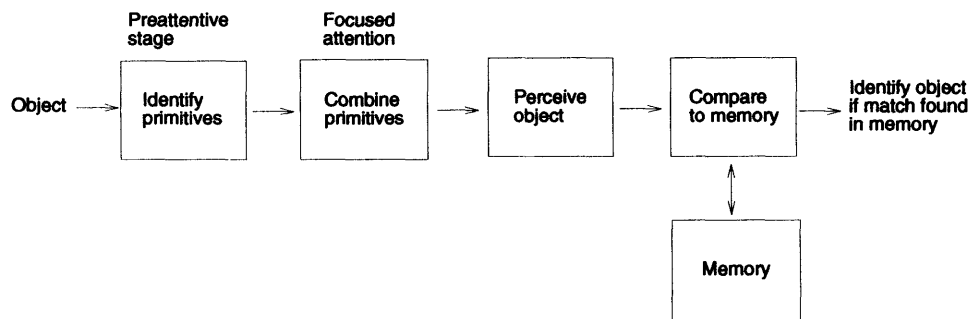 Preattentive
stage
Focused
attention
Object
Identify
primitives
Combine
primitives
Perceive
object
Compare
to memory
Identify object
if match found
in memory
Memory